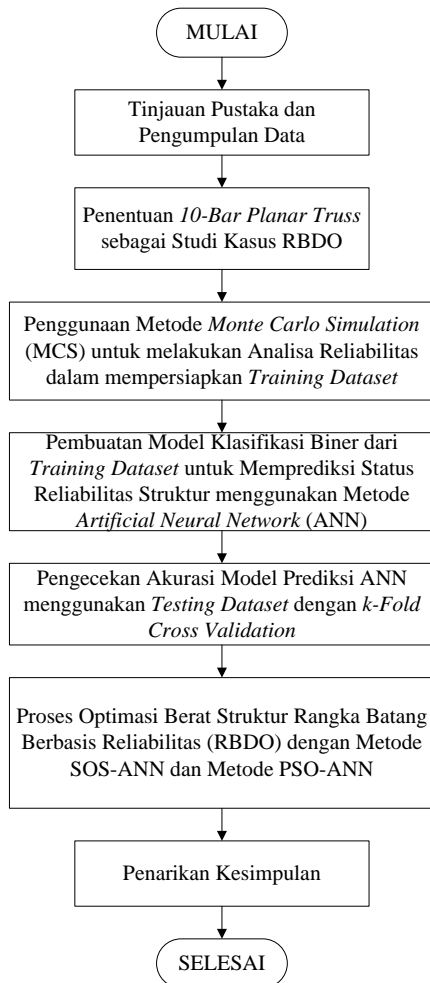 MULAI
Tinjauan Pustaka dan
Pengumpulan Data
Penentuan 10-Bar Planar Truss
sebagai Studi Kasus RBDO
Penggunaan Metode Monte Carlo Simulation
(MCS) untuk melakukan Analisa Reliabilitas
dalam mempersiapkan Training Dataset
Pembuatan Model Klasifikasi Biner dari
Training Dataset untuk Memprediksi Status
Reliabilitas Struktur menggunakan Metode
Artificial Neural Network (ANN)
Pengecekan Akurasi Model Prediksi ANN
menggunakan Testing Dataset dengan k-Fold
Cross Validation
Proses Optimasi Berat Struktur Rangka Batang
Berbasis Reliabilitas (RBDO) dengan Metode
SOS-ANN dan Metode PSO-ANN
Penarikan Kesimpulan
SELESAI